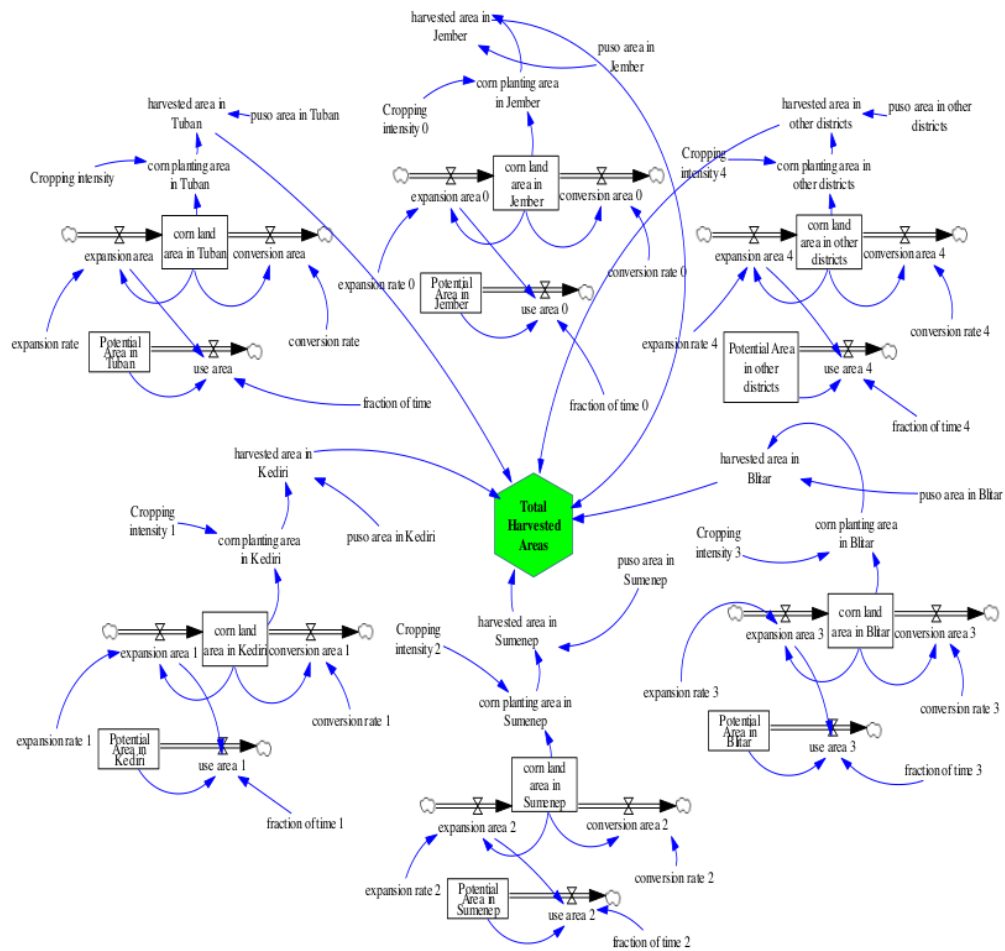 harvested area in
Jember
puso area in
Jember
corn planting area
in Jember
Cropping
intensity 0
expansion area 0
corn land
area in
Jember
conversion area 0
expansion rate 0
conversion rate 0
Potential
Area in
Jember
use area 0
fraction of time 0
harvested area in
Tuban
puso area in Tuban
corn planting area
in Tuban
Cropping intensity
expansion area
corn land
area in Tuban
conversion area
expansion rate
conversion rate
Potential
Area in
Tuban
use area
fraction of time
harvested area in
other districts
puso area in other
districts
Cropping
intensity 4
corn planting area in
other districts
expansion area 4
corn land
area in other
districts
conversion area 4
expansion rate 4
conversion rate 4
Potential Area
in other
districts
use area 4
fraction of time 4
harvested area in
Kediri
Cropping
intensity 1
corn planting area
in Kediri
puso area in Kediri
expansion area 1
corn land
area in Kediri
conversion area 1
expansion rate 1
conversion rate 1
Potential
Area in
Kediri
use area 1
fraction of time 1
Total
Harvested
Areas
puso area in
Sumenep
harvested area in
Sumenep
Cropping
intensity 2
corn planting area in
Sumenep
expansion area 2
corn land
area in
Sumenep
conversion area 2
expansion rate 2
conversion rate 2
Potential
Area in
Sumenep
use area 2
fraction of time 2
harvested area in
Blitar
puso area in Blitar
Cropping
intensity 3
corn planting area
in Blitar
expansion area 3
corn land
area in Blitar
conversion area 3
expansion rate 3
conversion rate 3
Potential
Area in
Blitar
use area 3
fraction of time 3